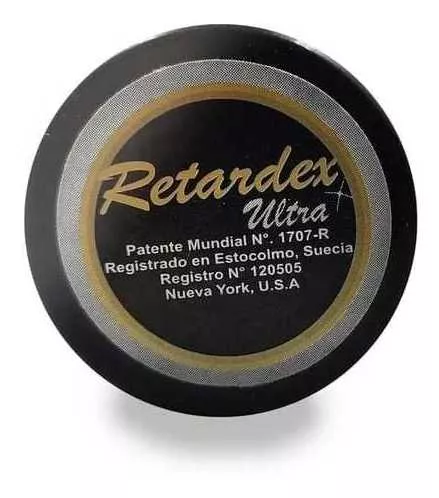 Retardex
Ultra
Patente Mundial N°. 1707-R
Registrado en Estocolmo, Suecia
Registro N° 120505
Nueva York, U.S.A